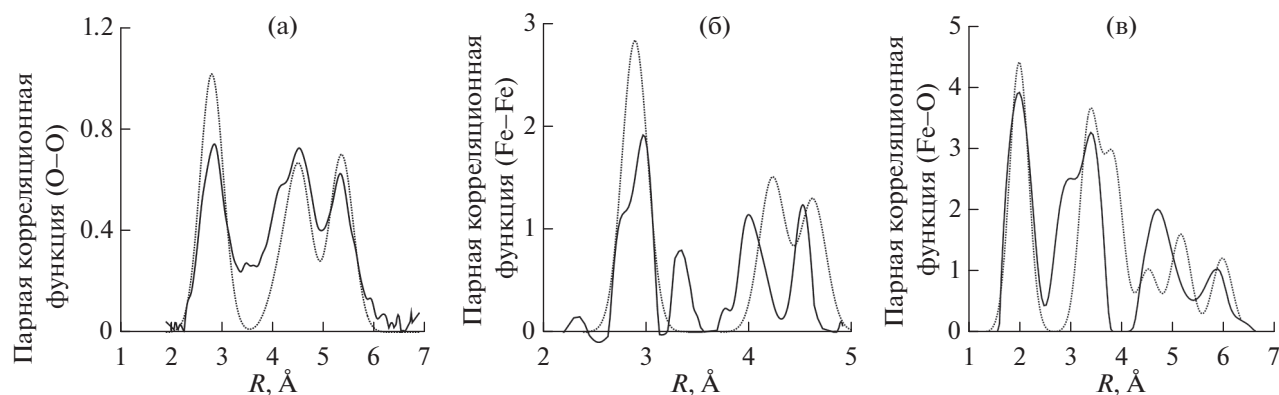 (а)
Парная корреляционная
функция (O–O)
1.2
0.8
0.4
0
1 2 3 4 5 6 7
R, Å
(б)
Парная корреляционная
функция (Fe–Fe)
3
2
1
0
2 3 4 5
R, Å
(в)
Парная корреляционная
функция (Fe–O)
5
4
3
2
1
0
1 2 3 4 5 6 7
R, Å